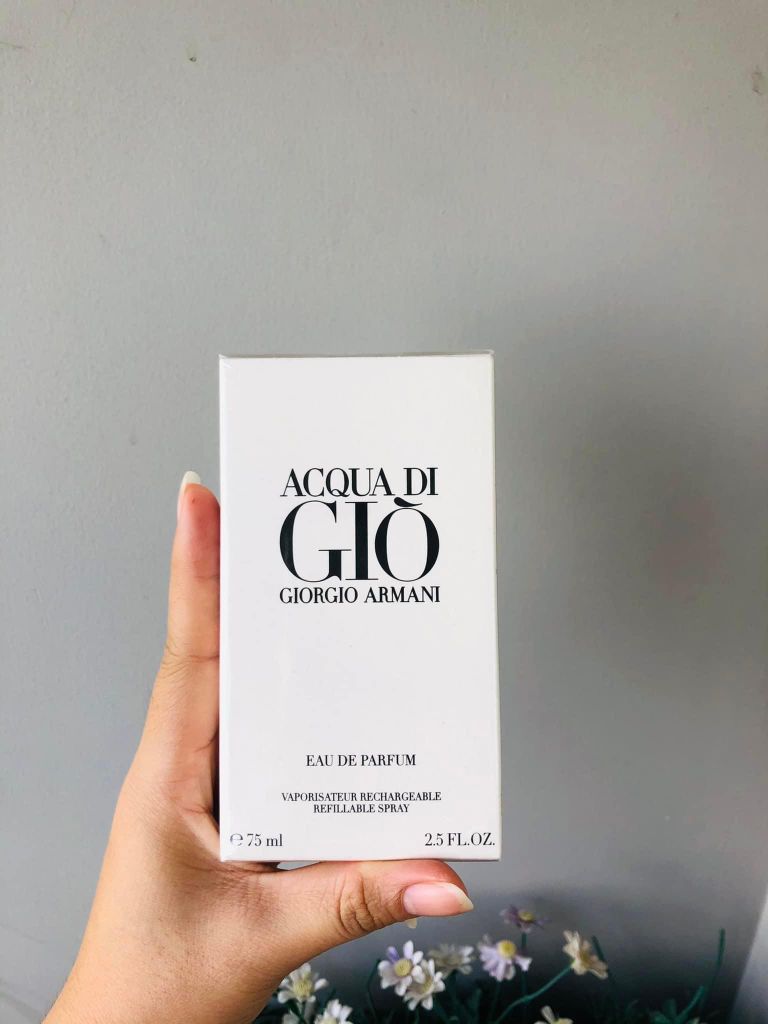 ACQUA DI
GIÒ
GIORGIO ARMANI
EAU DE PARFUM
VAPORISATEUR RECHARGEABLE
REFILLABLE SPRAY
℮ 75 ml 2.5 FL.OZ.